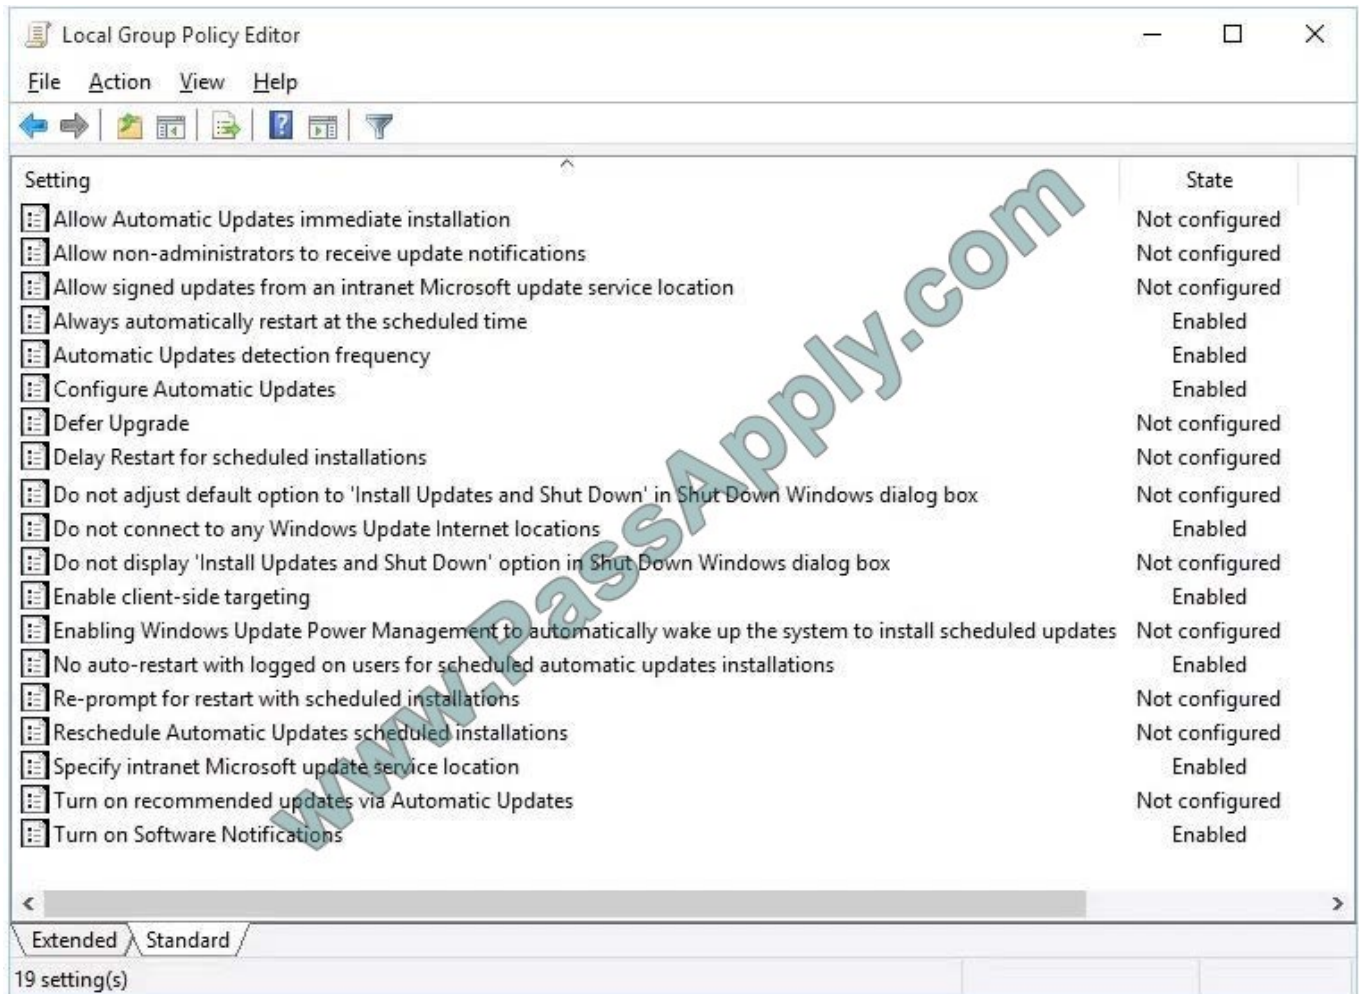 Local Group Policy Editor
File Action View Help
Setting State
Allow Automatic Updates immediate installation Not configured
Allow non-administrators to receive update notifications Not configured
Allow signed updates from an intranet Microsoft update service location Not configured
Always automatically restart at the scheduled time Enabled
Automatic Updates detection frequency Enabled
Configure Automatic Updates Enabled
Defer Upgrade Not configured
Delay Restart for scheduled installations Not configured
Do not adjust default option to 'Install Updates and Shut Down' in Shut Down Windows dialog box Not configured
Do not connect to any Windows Update Internet locations Enabled
Do not display 'Install Updates and Shut Down' option in Shut Down Windows dialog box Not configured
Enable client-side targeting Enabled
Enabling Windows Update Power Management to automatically wake up the system to install scheduled updates Not configured
No auto-restart with logged on users for scheduled automatic updates installations Enabled
Re-prompt for restart with scheduled installations Not configured
Reschedule Automatic Updates scheduled installations Not configured
Specify intranet Microsoft update service location Enabled
Turn on recommended updates via Automatic Updates Not configured
Turn on Software Notifications Enabled
www.PassApply.com
Extended Standard
19 setting(s)